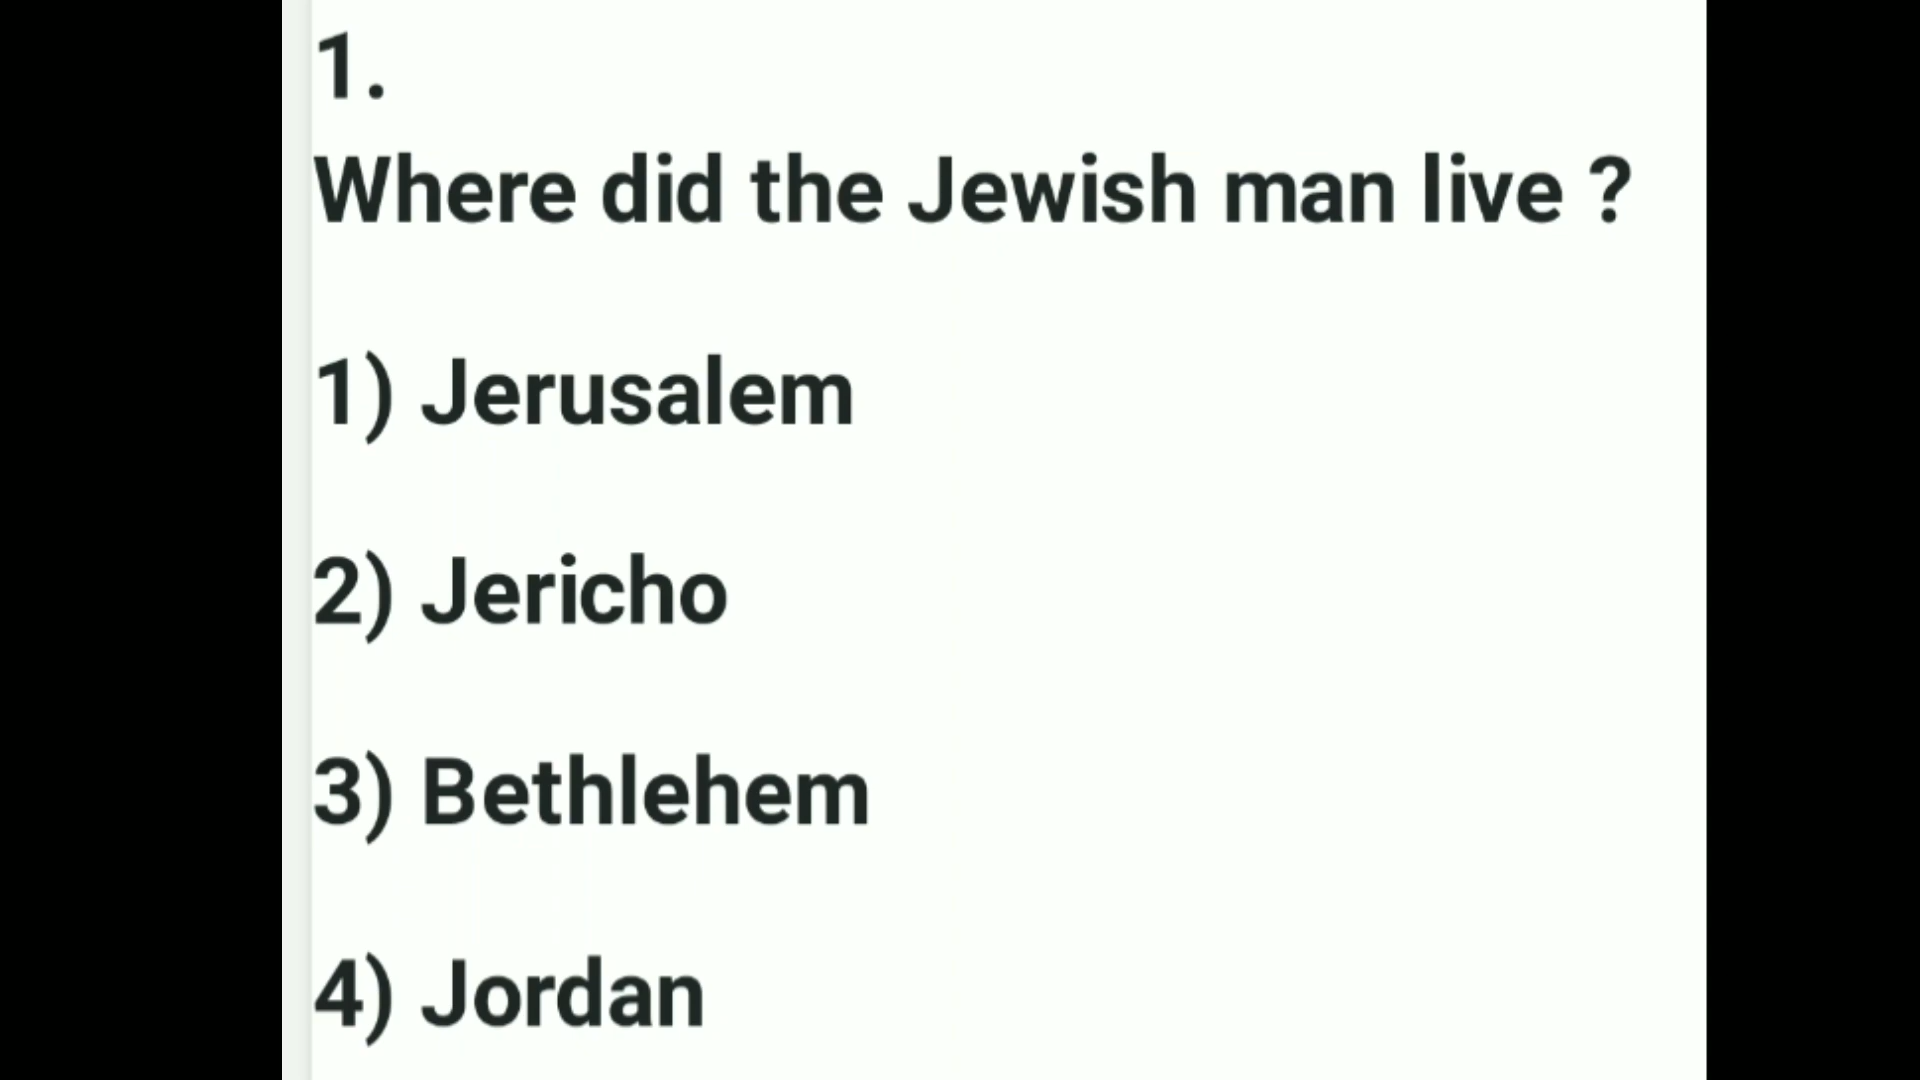 1.
Where did the Jewish man live ?
1) Jerusalem
2) Jericho
3) Bethlehem
4) Jordan